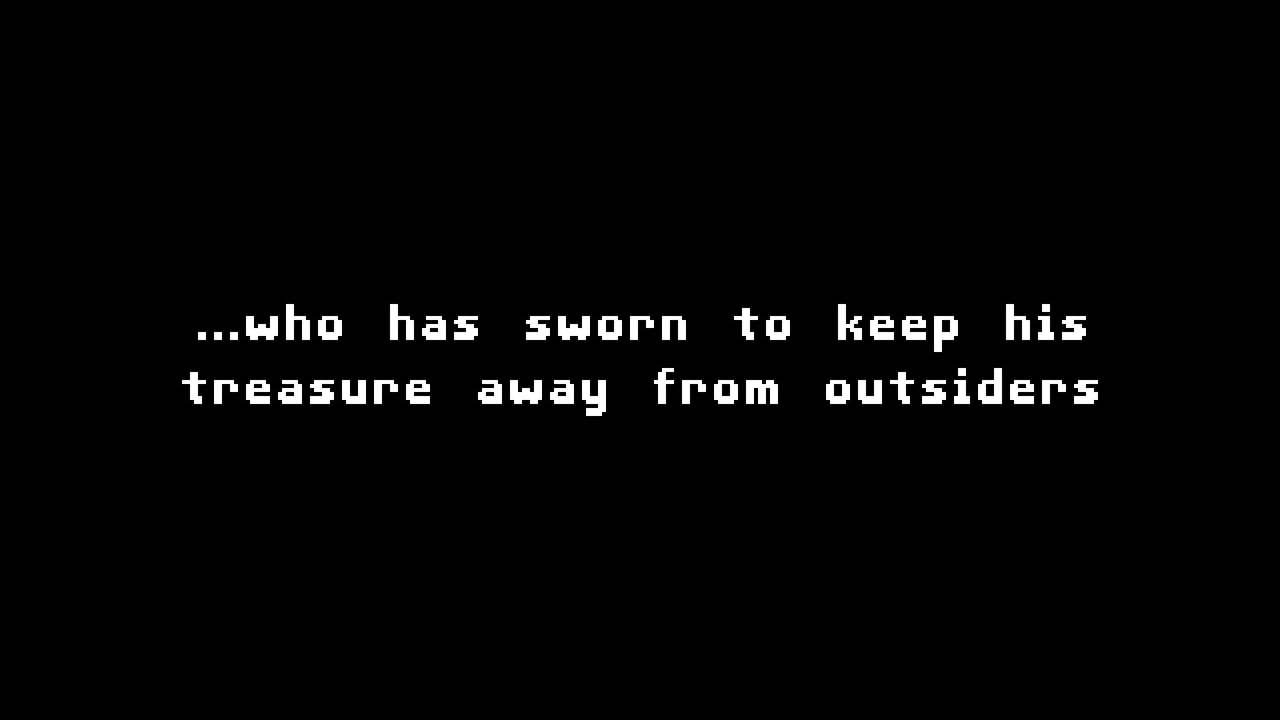 ...who has sworn to keep his
treasure away from outsiders